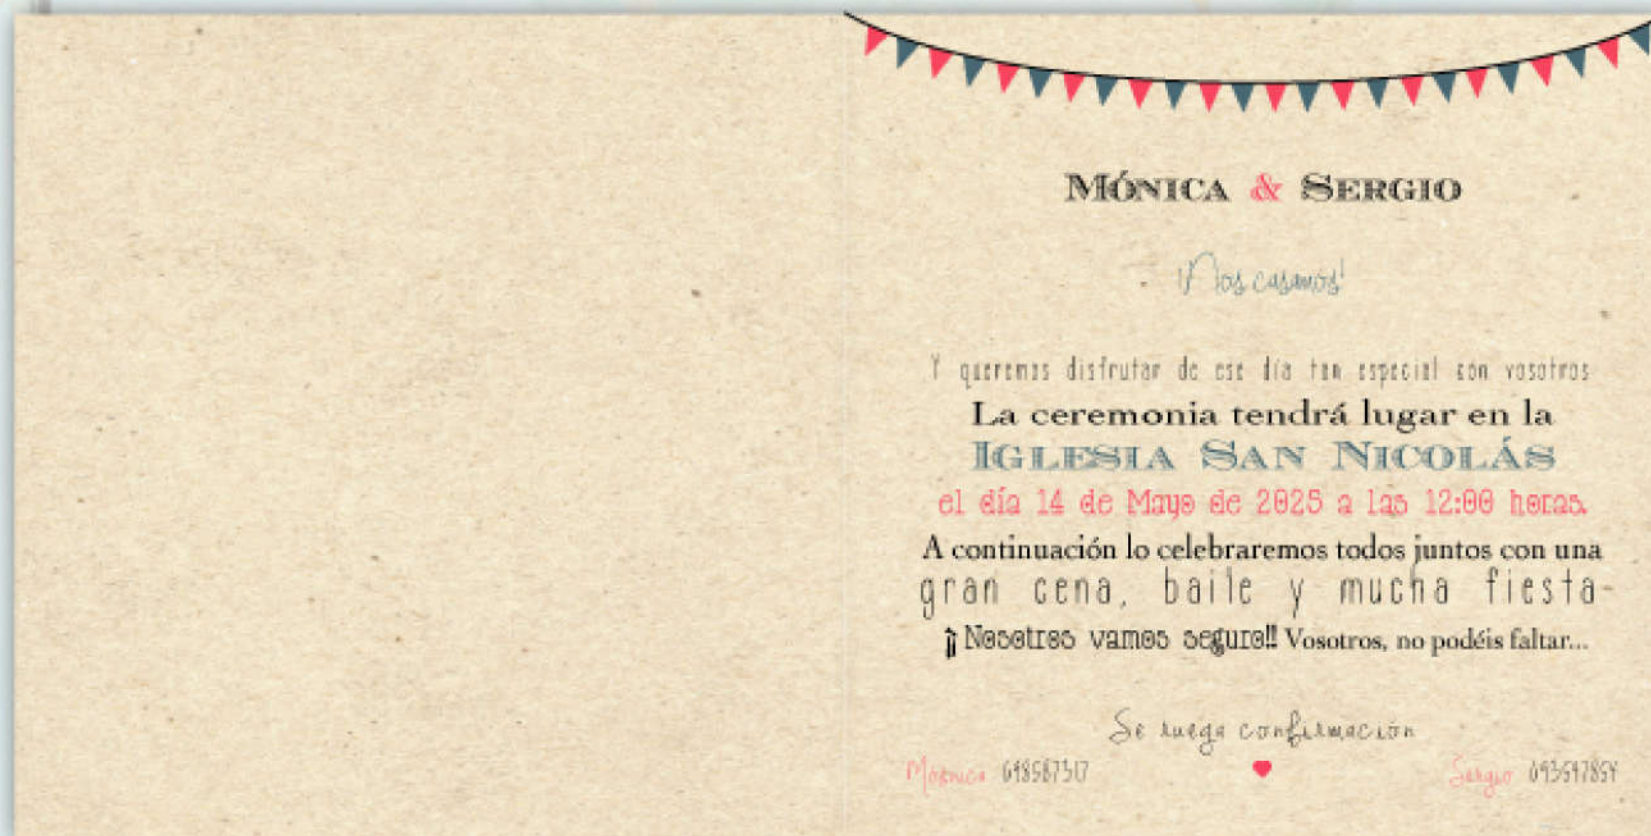 MÓNICA & SERGIO
¡Nos casamos!
Y queremos disfrutar de ese día tan especial con vosotros
La ceremonia tendrá lugar en la
IGLESIA SAN NICOLÁS
el día 14 de Mayo de 2025 a las 12:00 horas.
A continuación lo celebraremos todos juntos con una
gran cena, baile y mucha fiesta
¡¡Nosotros vamos seguro!! Vosotros, no podéis faltar...
Se ruega confirmación
Mónica Sergio